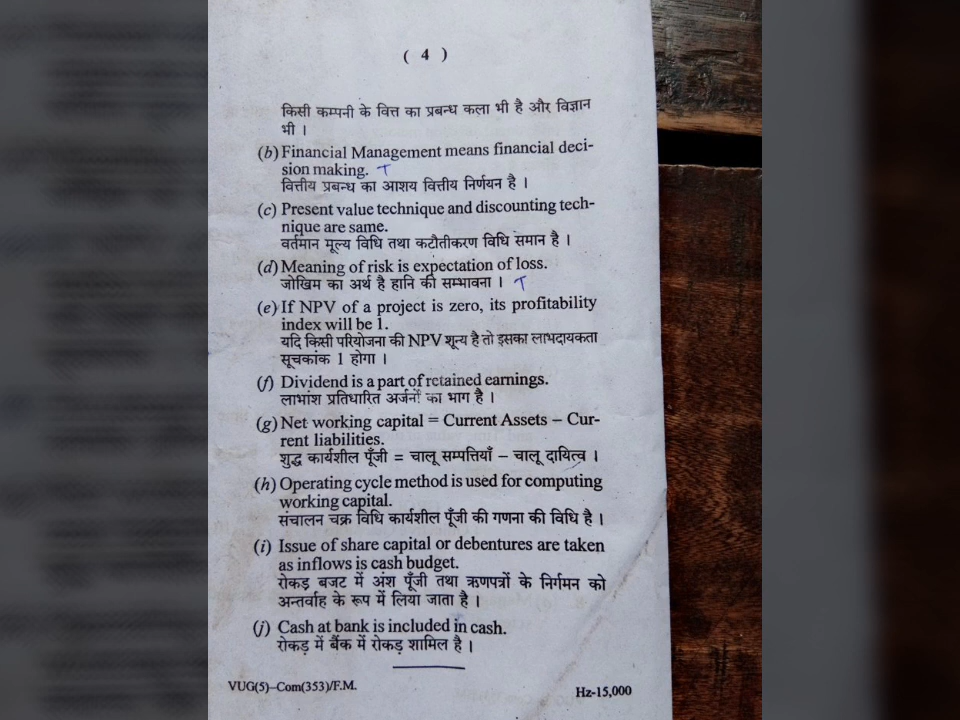 ( 4 )
किसी कम्पनी के वित्त का प्रबन्ध कला भी है और विज्ञान
भी ।
(b) Financial Management means financial deci-
sion making. T
वित्तीय प्रबन्ध का आशय वित्तीय निर्णयन है ।
(c) Present value technique and discounting tech-
nique are same.
वर्तमान मूल्य विधि तथा कटौतीकरण विधि समान है ।
(d) Meaning of risk is expectation of loss.
जोखिम का अर्थ है हानि की सम्भावना । T
(e) If NPV of a project is zero, its profitability
index will be 1.
यदि किसी परियोजना की NPV शून्य है तो इसका लाभदायकता
सूचकांक 1 होगा ।
(f) Dividend is a part of retained earnings.
लाभांश प्रतिधारित अर्जनों का भाग है ।
(g) Net working capital = Current Assets – Cur-
rent liabilities.
शुद्ध कार्यशील पूँजी = चालू सम्पत्तियाँ – चालू दायित्व ।
(h) Operating cycle method is used for computing
working capital.
संचालन चक्र विधि कार्यशील पूँजी की गणना की विधि है ।
(i) Issue of share capital or debentures are taken
as inflows is cash budget.
रोकड़ बजट में अंश पूँजी तथा ऋणपत्रों के निर्गमन को
अन्तर्वाह के रूप में लिया जाता है ।
(j) Cash at bank is included in cash.
रोकड़ में बैंक में रोकड़ शामिल है ।
VUG(5)–Com(353)/F.M. Hz-15,000